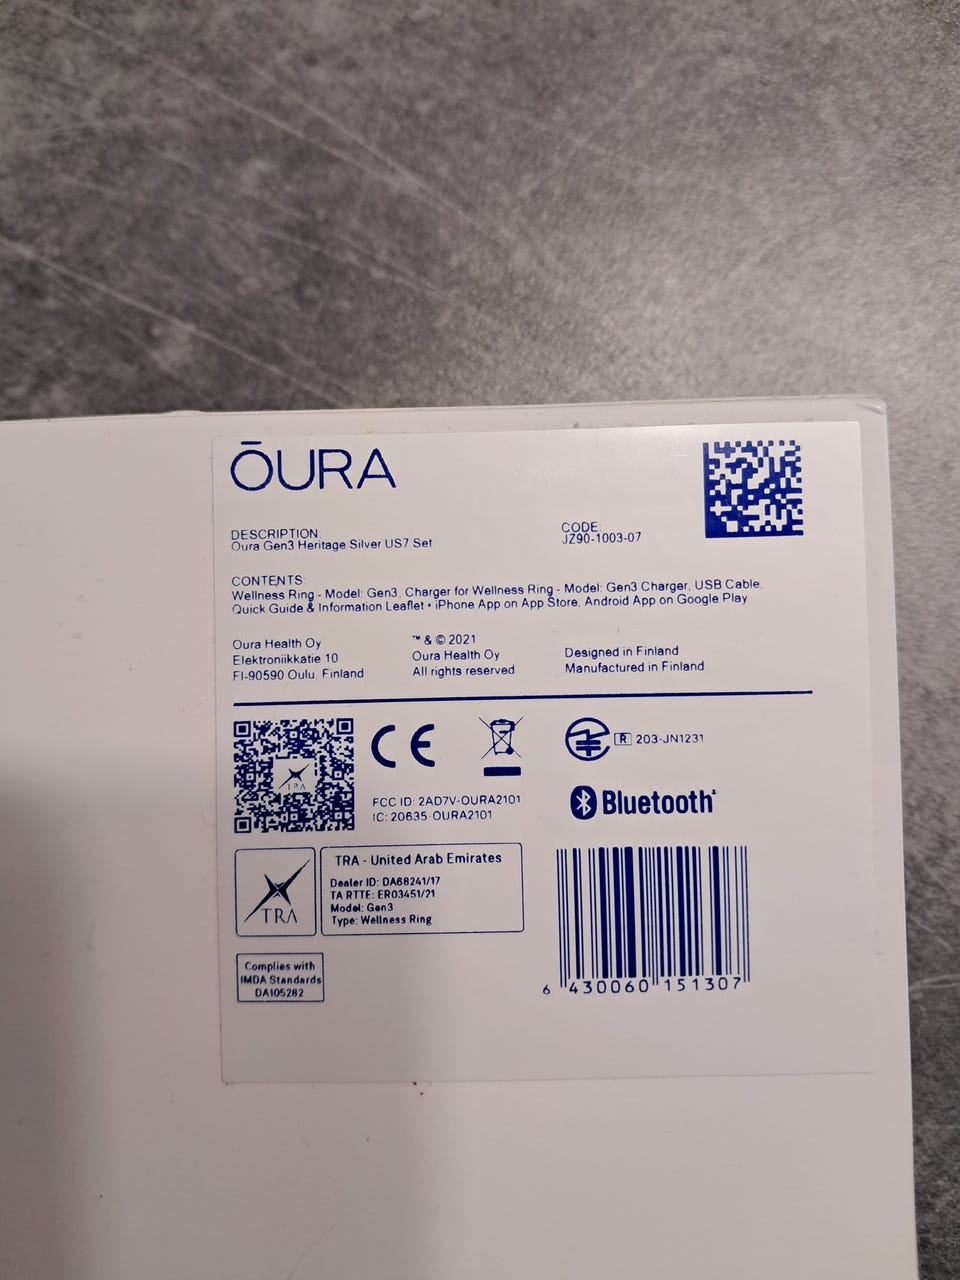 ŌURA
DESCRIPTION:
Oura Gen3 Heritage Silver US7 Set
CODE:
JZ90-1003-07
CONTENTS:
Wellness Ring - Model: Gen3, Charger for Wellness Ring - Model: Gen3 Charger, USB Cable,
Quick Guide & Information Leaflet • iPhone App on App Store, Android App on Google Play
Oura Health Oy
Elektroniikkatie 10
FI-90590 Oulu, Finland
™ & © 2021
Oura Health Oy
All rights reserved
Designed in Finland
Manufactured in Finland
TRA
CE
FCC ID: 2AD7V-OURA2101
IC: 20635-OURA2101
R 203-JN1231
Bluetooth®
TRA
TRA - United Arab Emirates
Dealer ID: DA68241/17
TA RTTE: ER03451/21
Model: Gen3
Type: Wellness Ring
Complies with
IMDA Standards
DA105282
6 430060 151307